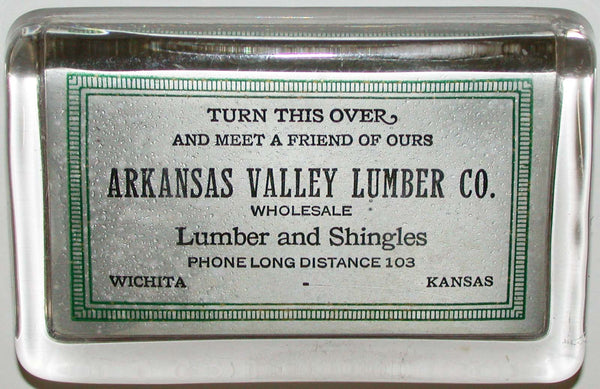 TURN THIS OVER,
AND MEET A FRIEND OF OURS
ARKANSAS VALLEY LUMBER CO.
WHOLESALE
Lumber and Shingles
PHONE LONG DISTANCE 103
WICHITA - KANSAS